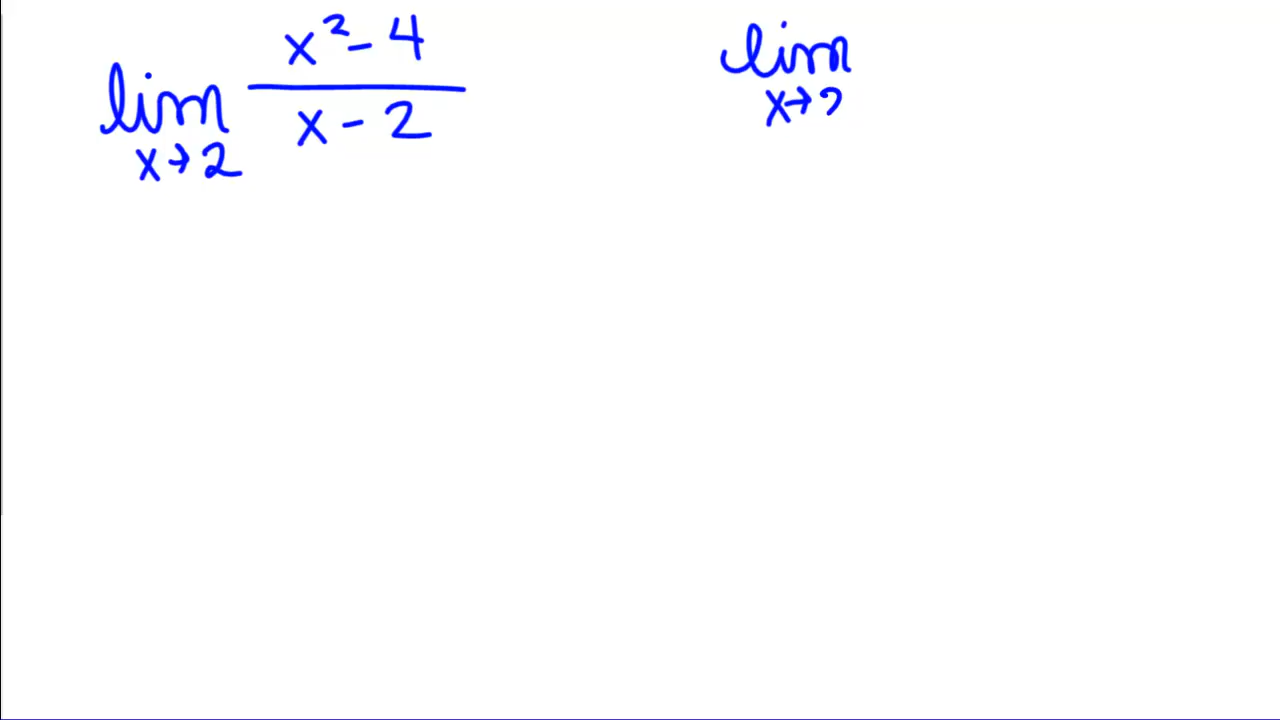 lim x→2 (x² - 4)/(x - 2)
lim x→